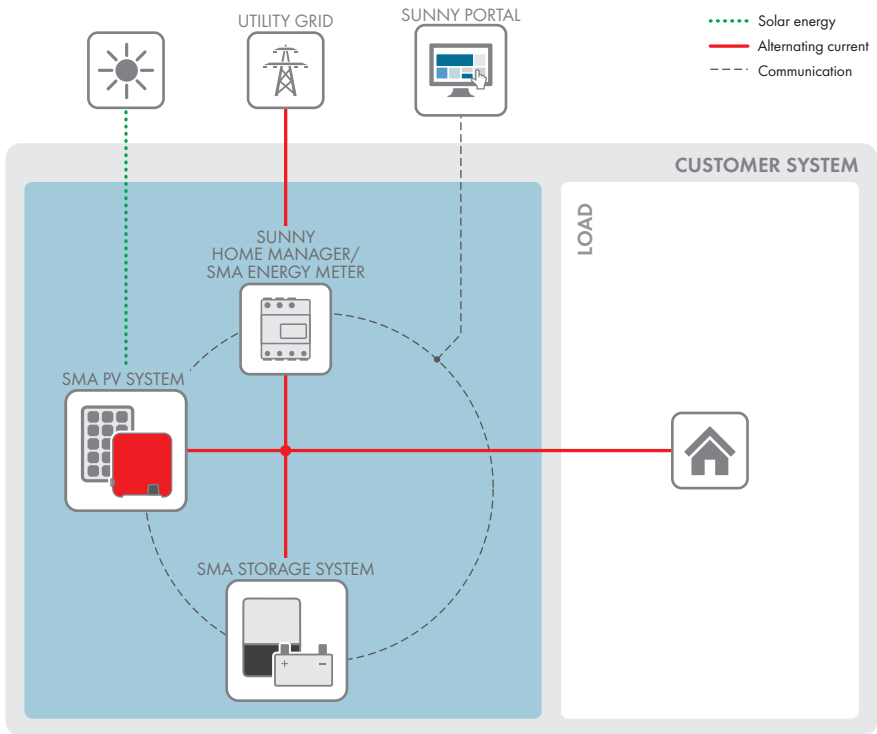 UTILITY GRID
SUNNY PORTAL
Solar energy
Alternating current
Communication
CUSTOMER SYSTEM
LOAD
SUNNY
HOME MANAGER/
SMA ENERGY METER
SMA PV SYSTEM
SMA STORAGE SYSTEM
+ −